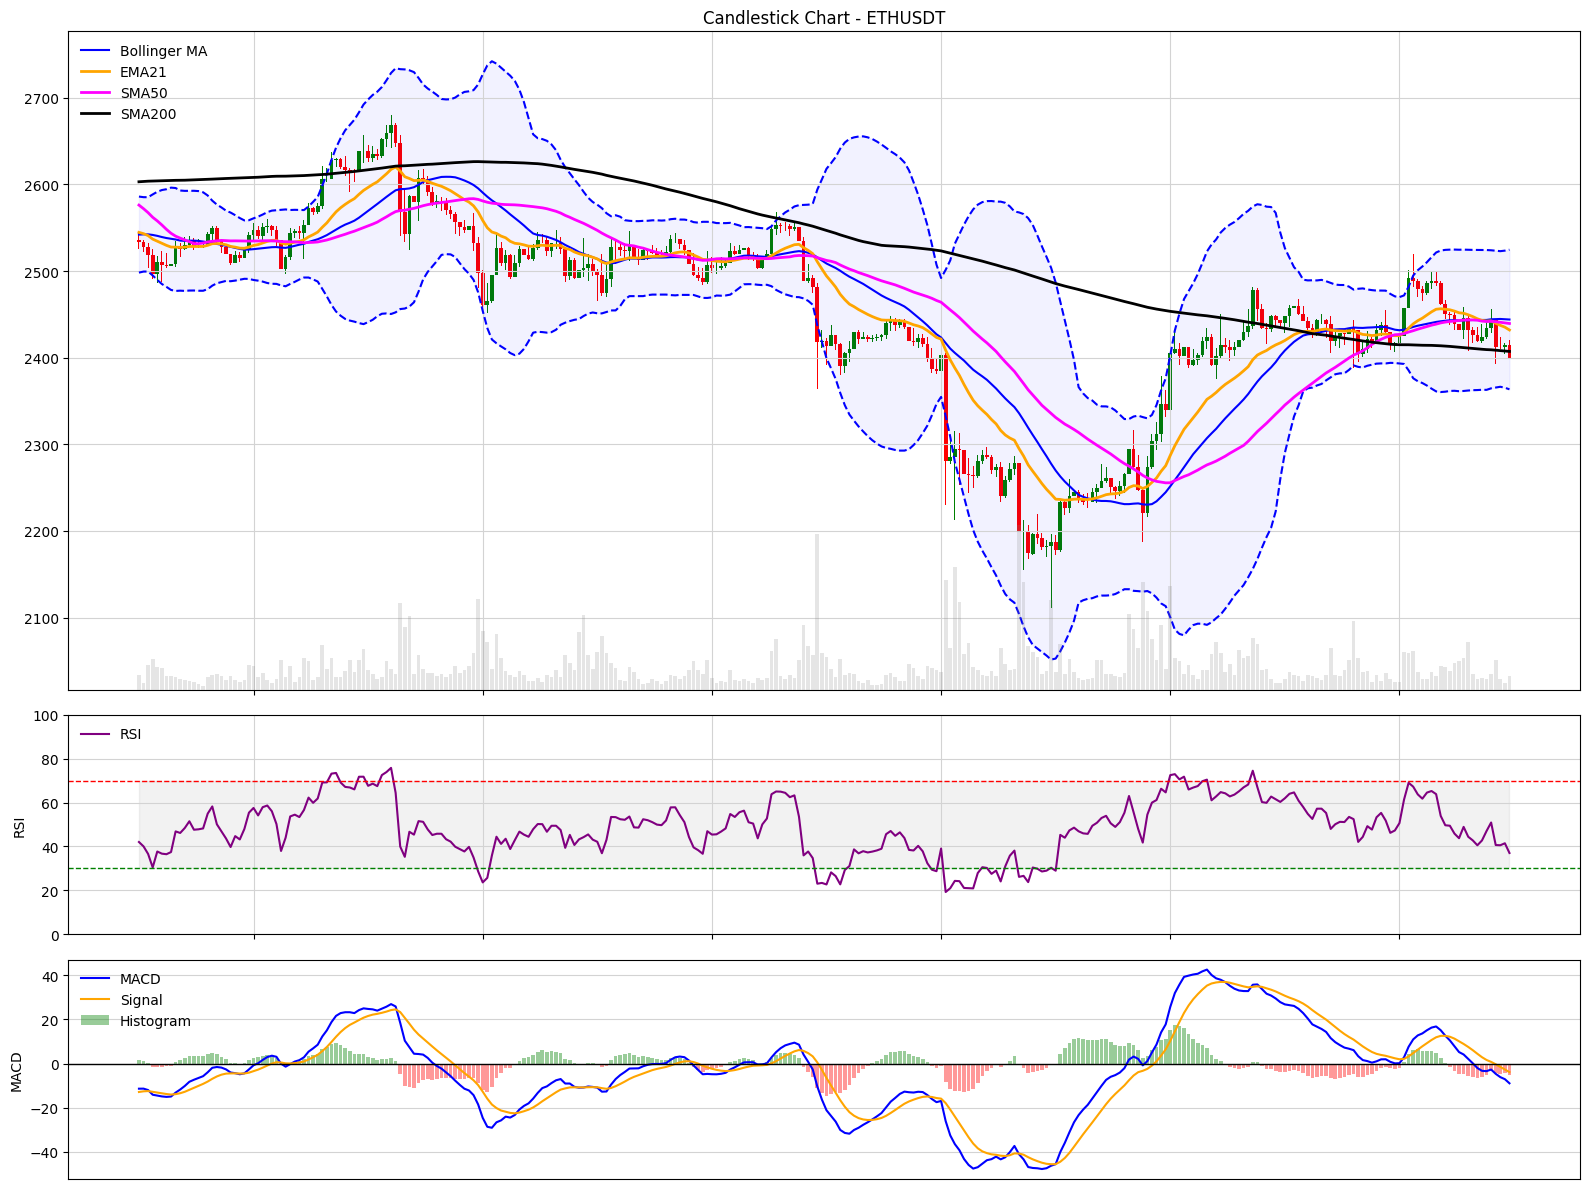 Candlestick Chart - ETHUSDT
Bollinger MA
EMA21
SMA50
SMA200
2700
2600
2500
2400
2300
2200
2100
RSI
RSI
100
80
60
40
20
0
MACD
Signal
Histogram
MACD
40
20
0
−20
−40